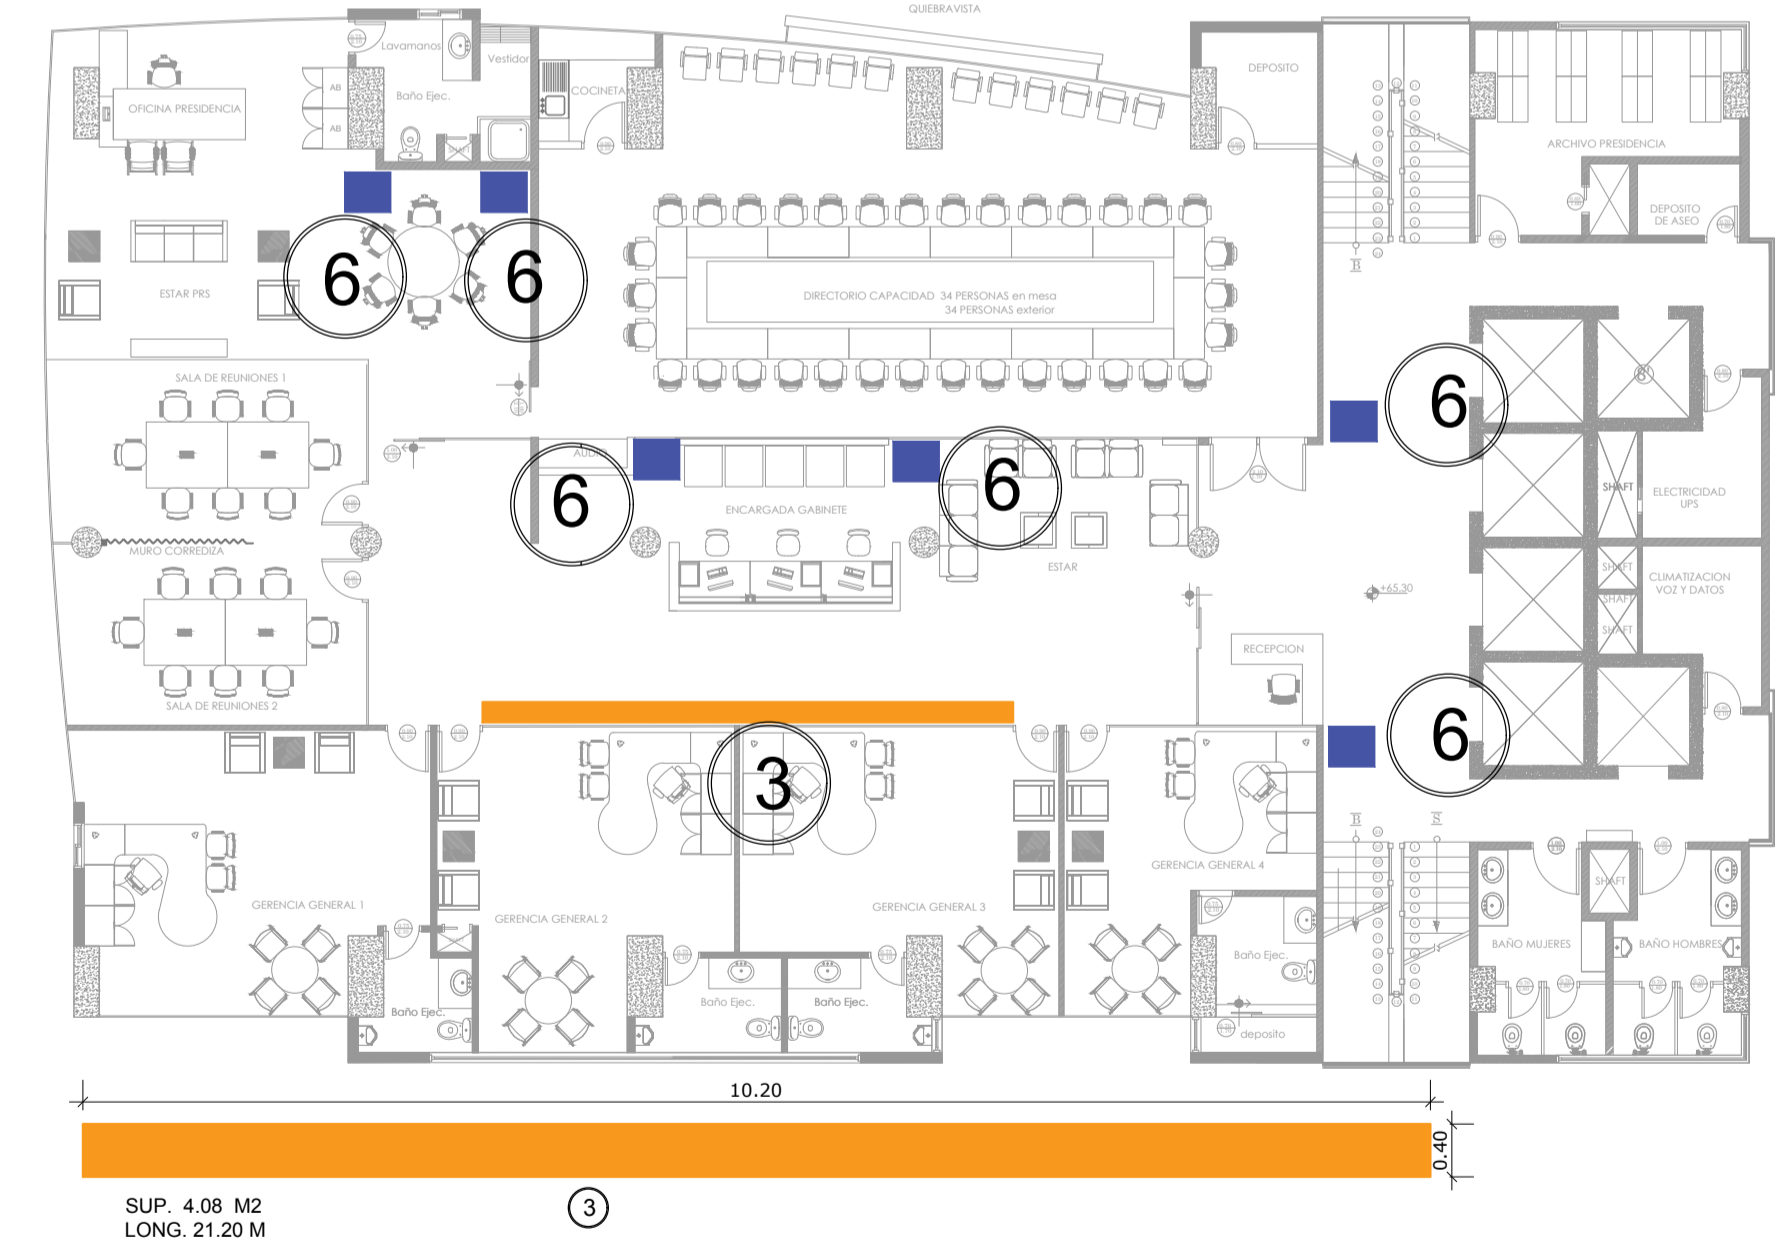 QUIEBRAVISTA
Lavamanos
Vestidor
DEPOSITO
AB
COCINETA
Baño Ejec.
OFICINA PRESIDENCIA
AB
ARCHIVO PRESIDENCIA
SHAFT
DEPOSITO
DE ASEO
B
6
6
ESTAR PRS
DIRECTORIO CAPACIDAD 34 PERSONAS en mesa
34 PERSONAS exterior
SALA DE REUNIONES 1
6
AUDIO
6
6
SHAFT
ELECTRICIDAD
UPS
ENCARGADA GABINETE
MURO CORREDIZA
ESTAR
SHAFT
CLIMATIZACION
VOZ Y DATOS
+65.30
SHAFT
SHAFT
RECEPCION
SALA DE REUNIONES 2
6
3
B
S
GERENCIA GENERAL 4
SHAFT
GERENCIA GENERAL 1
GERENCIA GENERAL 2
GERENCIA GENERAL 3
BAÑO MUJERES
BAÑO HOMBRES
Baño Ejec.
Baño Ejec.
Baño Ejec.
Baño Ejec.
deposito
10.20
0.40
SUP. 4.08 M2
LONG. 21.20 M
3